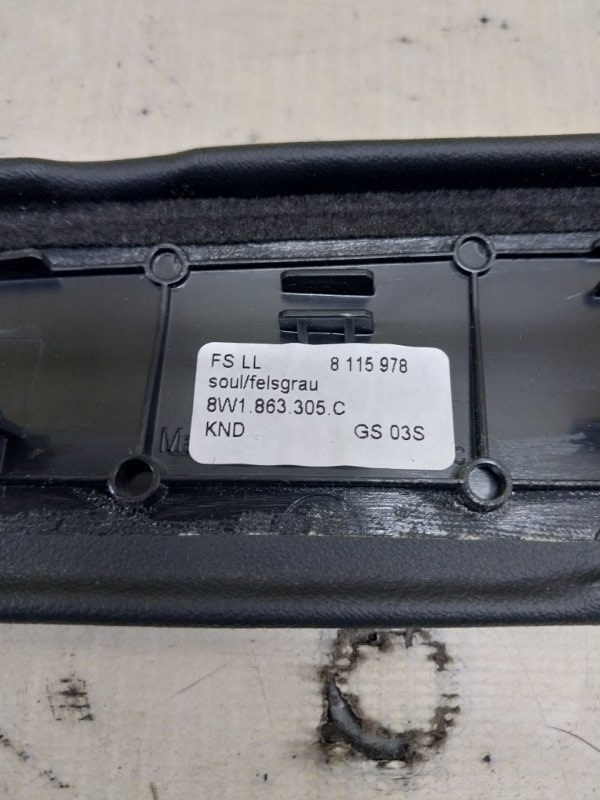 FS LL 8 115 978
soul/felsgrau
8W1.863.305.C
KND GS 03S